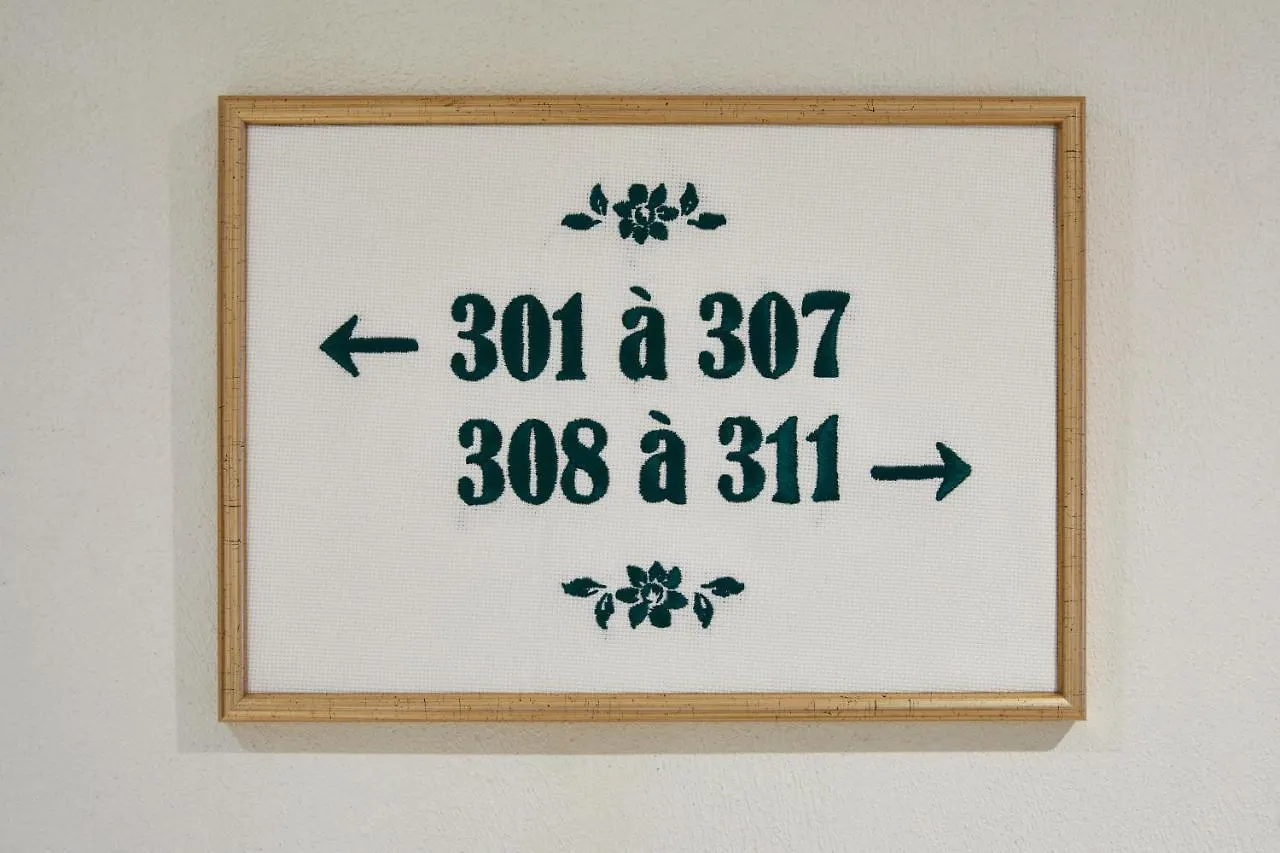 ← 301 à 307
308 à 311 →